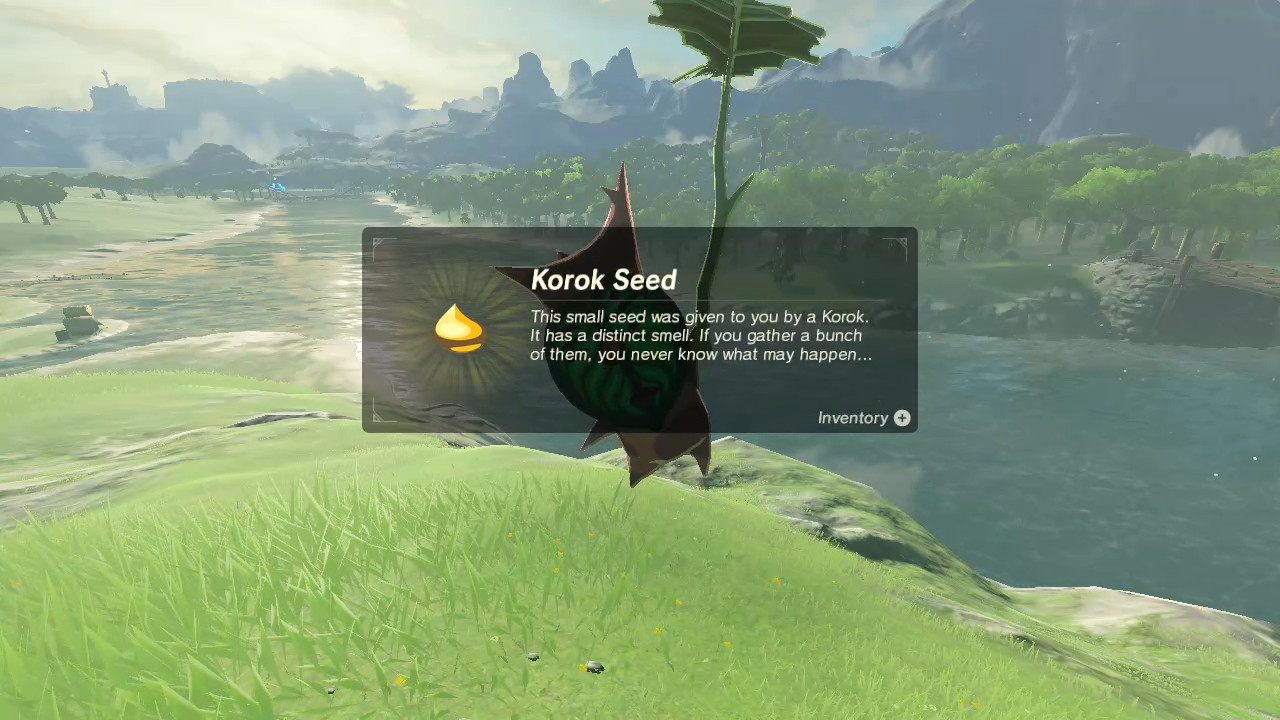 Korok Seed
This small seed was given to you by a Korok.
It has a distinct smell. If you gather a bunch
of them, you never know what may happen...
Inventory